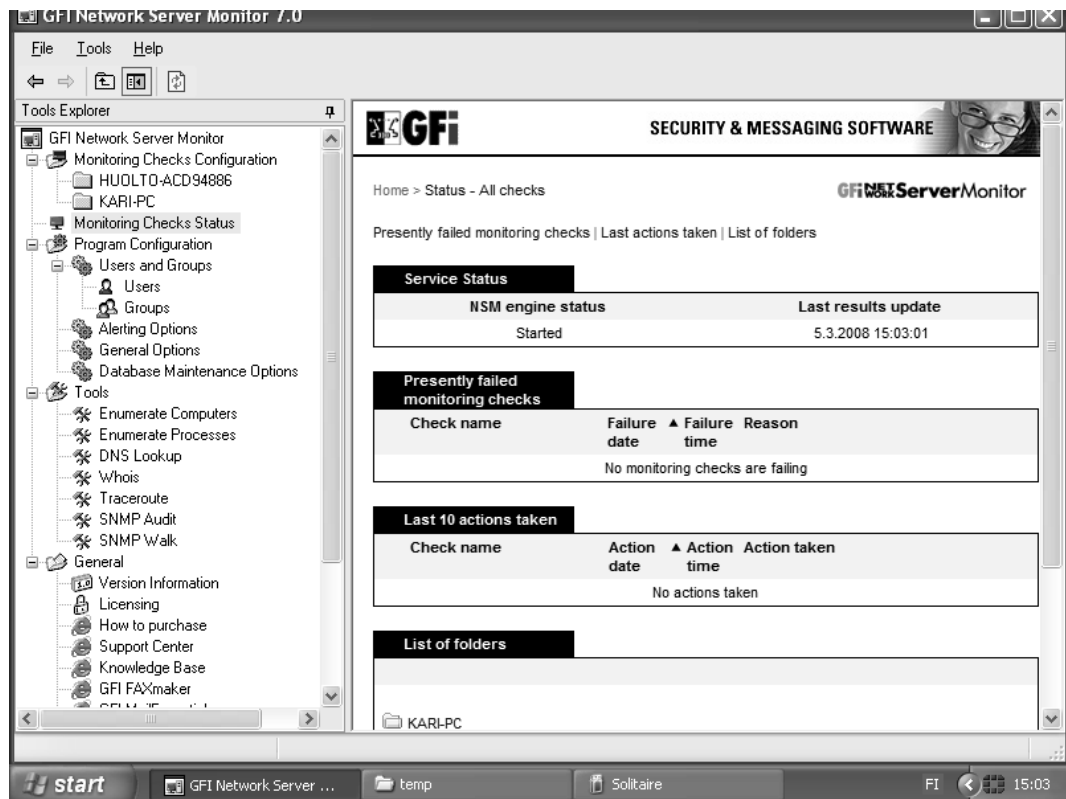 GFI Network Server Monitor 7.0
File Tools Help
Tools Explorer
GFI Network Server Monitor
Monitoring Checks Configuration
HUOLTO-ACD94886
KARI-PC
Monitoring Checks Status
Program Configuration
Users and Groups
Users
Groups
Alerting Options
General Options
Database Maintenance Options
Tools
Enumerate Computers
Enumerate Processes
DNS Lookup
Whois
Traceroute
SNMP Audit
SNMP Walk
General
Version Information
Licensing
How to purchase
Support Center
Knowledge Base
GFI FAXmaker
GFi
SECURITY & MESSAGING SOFTWARE
Home > Status - All checks
GFi NETWORK ServerMonitor
Presently failed monitoring checks | Last actions taken | List of folders
Service Status
NSM engine status Last results update
Started 5.3.2008 15:03:01
Presently failed
monitoring checks
Check name Failure date ▲ Failure time Reason
No monitoring checks are failing
Last 10 actions taken
Check name Action date ▲ Action time Action taken
No actions taken
List of folders
KARI-PC
start GFI Network Server ... temp Solitaire FI 15:03